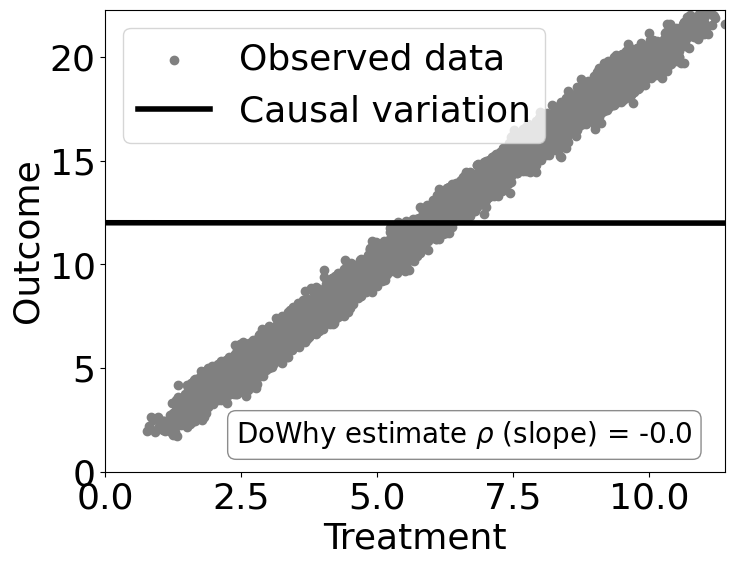 Observed data
Causal variation
Outcome
20
15
10
5
0
DoWhy estimate ρ (slope) = -0.0
0.0 2.5 5.0 7.5 10.0
Treatment